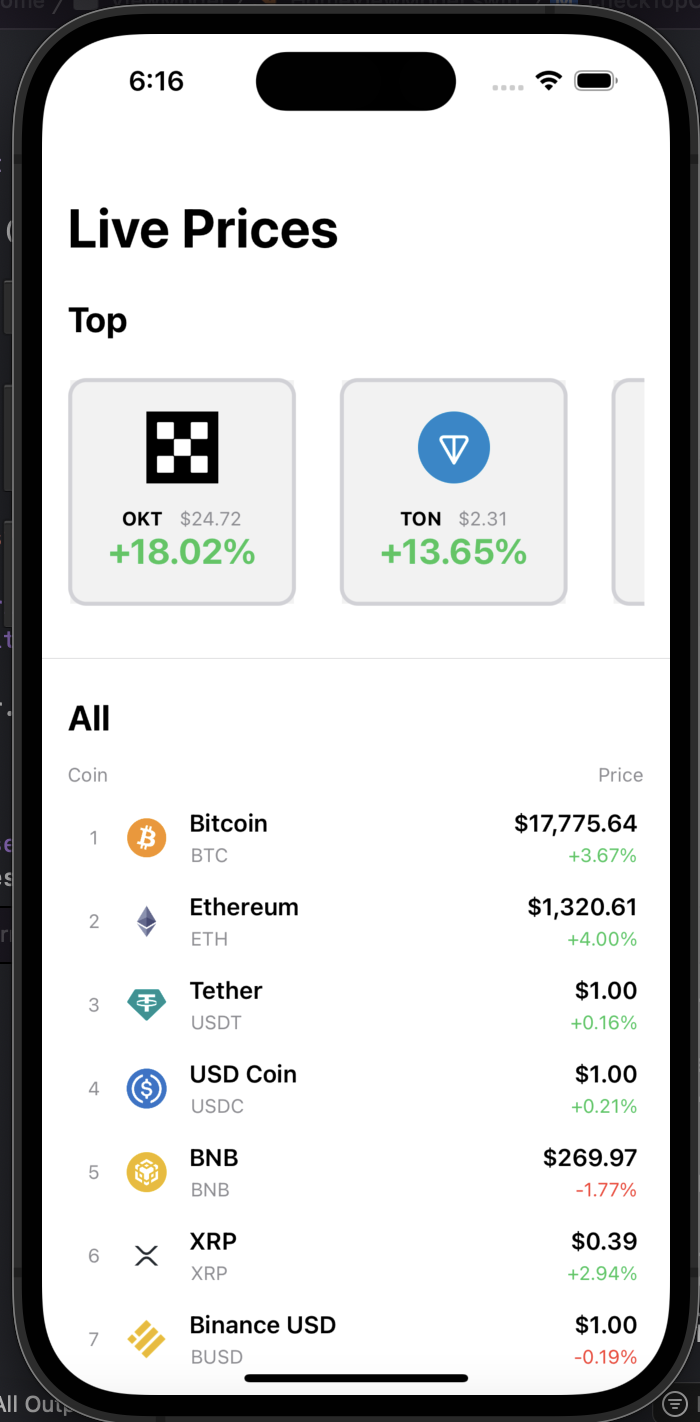 6:16
Live Prices
Top
OKT $24.72
+18.02%
TON $2.31
+13.65%
All
Coin Price
1 Bitcoin $17,775.64
BTC +3.67%
2 Ethereum $1,320.61
ETH +4.00%
3 Tether $1.00
USDT +0.16%
4 USD Coin $1.00
USDC +0.21%
5 BNB $269.97
BNB -1.77%
6 XRP $0.39
XRP +2.94%
7 Binance USD $1.00
BUSD -0.19%